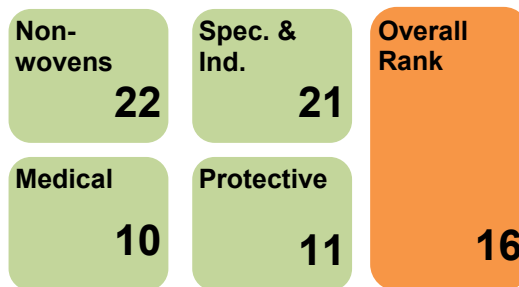 Non-
wovens
22
Spec. &
Ind.
21
Overall
Rank
16
Medical
10
Protective
11